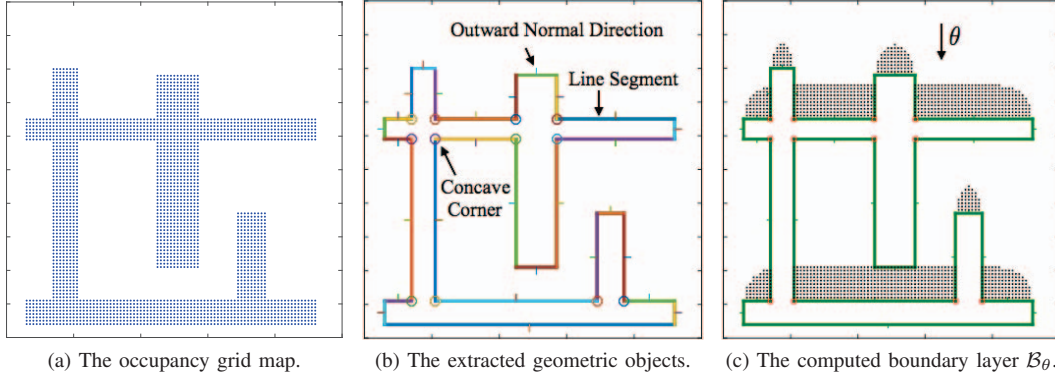 Outward Normal Direction
Line Segment
Concave
Corner
θ
(a) The occupancy grid map.
(b) The extracted geometric objects.
(c) The computed boundary layer ℬθ.